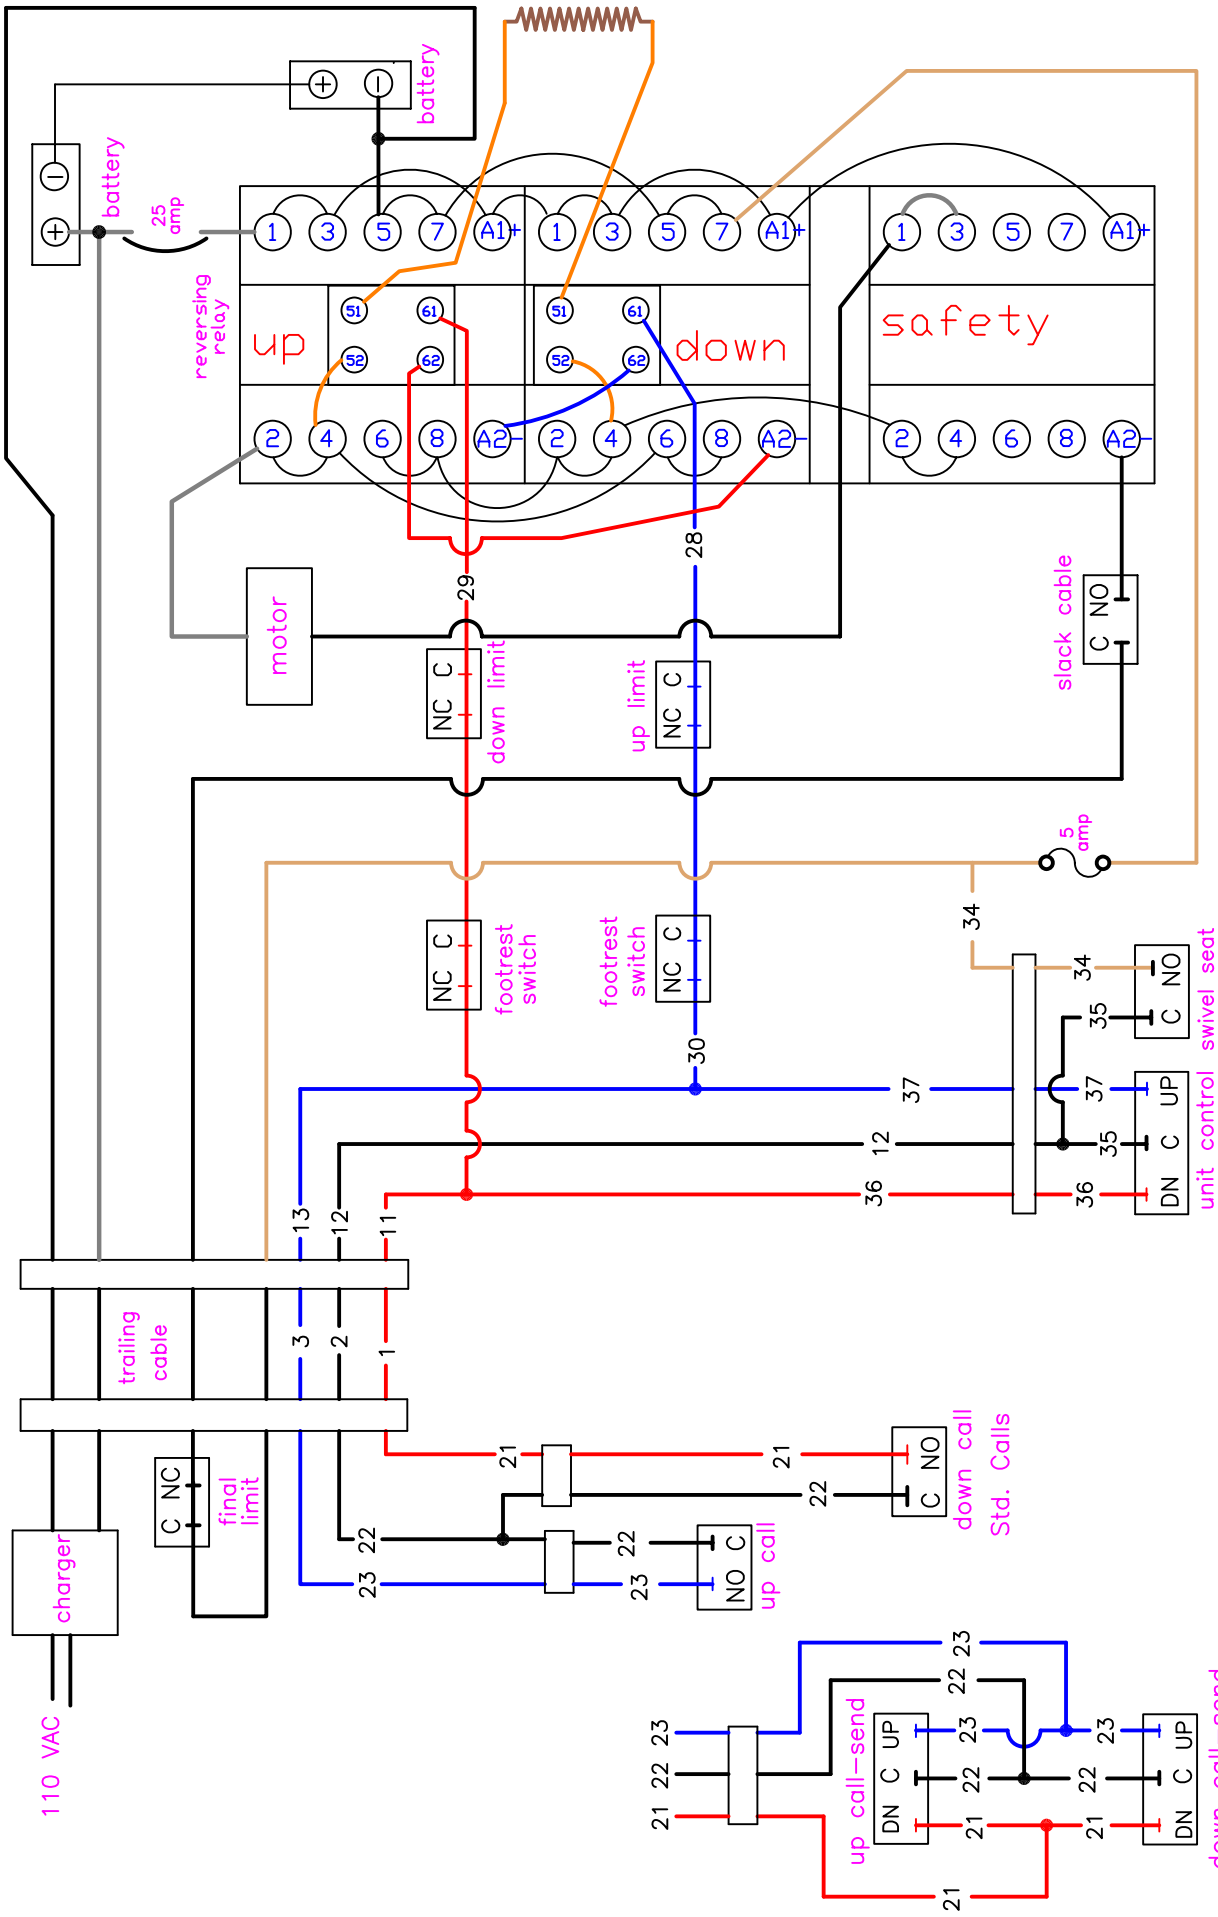 battery
+
−
battery
−
+
25
amp
reversing
relay
1
3
5
7
A1+
1
3
5
7
A1+
1
3
5
7
A1+
up
51
61
52
62
51
61
52
62
down
safety
2
4
6
8
A2−
2
4
6
8
A2−
2
4
6
8
A2−
motor
29
28
NC C
down limit
NC C
up limit
C NO
slack cable
5
amp
NC C
footrest
switch
NC C
footrest
switch
34
34
35
C NO
swivel seat
30
37
37
12
35
36
36
DN C UP
unit control
13
12
11
trailing
cable
3
2
1
C NC
final
limit
charger
110 VAC
21
21
22
C NO
down call
Std. Calls
22
22
23
23
NO C
up call
23
22
21
23
22
21
up call-send
DN C UP
23
22
21
23
22
21
DN C UP
down call-send